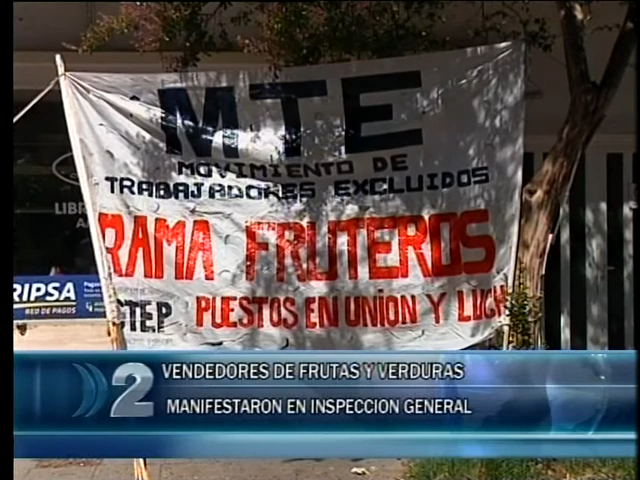 MTE
MOVIMIENTO DE
TRABAJADORES EXCLUIDOS
RAMA FRUTEROS
CTEP PUESTOS EN UNION Y LUCHA
RIPSA
RED DE PAGOS
2
VENDEDORES DE FRUTAS Y VERDURAS
MANIFESTARON EN INSPECCION GENERAL